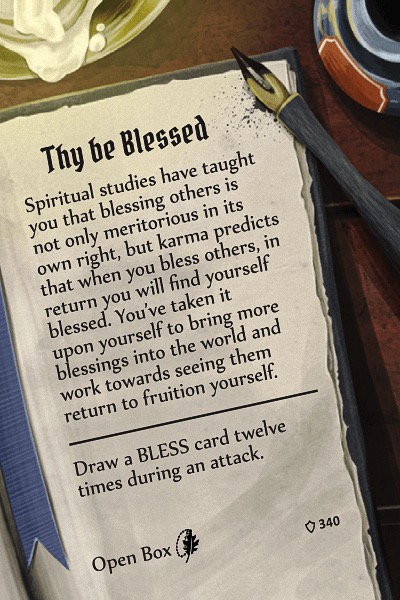 Thy be Blessed
Spiritual studies have taught
you that blessing others is
not only meritorious in its
own right, but karma predicts
that when you bless others, in
return you will find yourself
blessed. You've taken it
upon yourself to bring more
blessings into the world and
work towards seeing them
return to fruition yourself.
Draw a BLESS card twelve
times during an attack.
Open Box
340